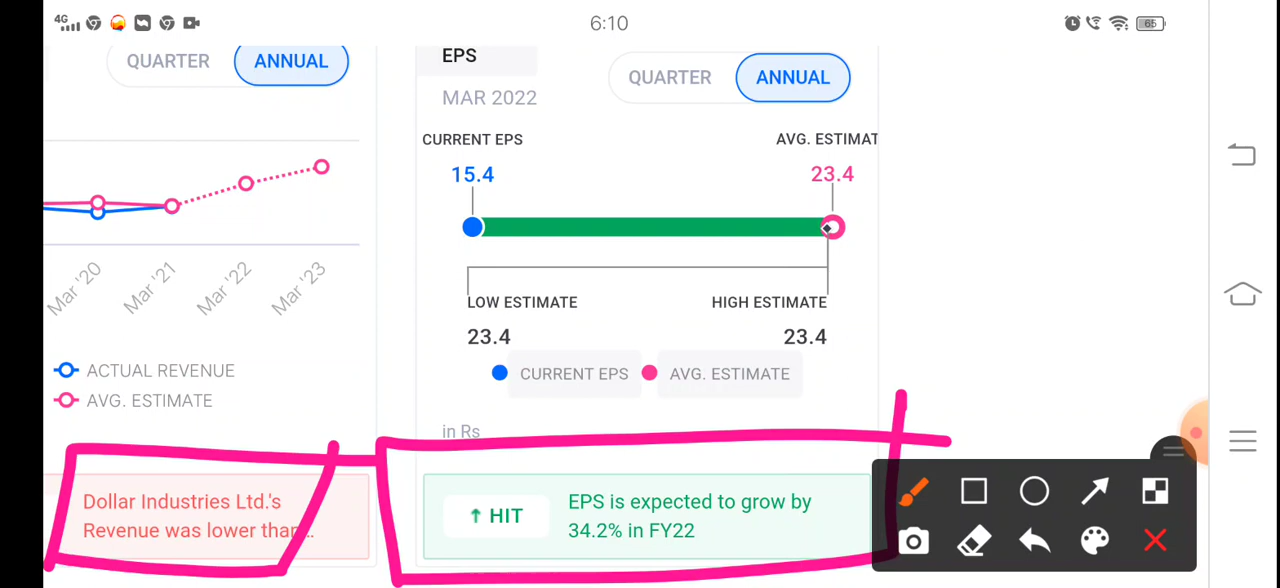 4G
6:10
65
QUARTER
ANNUAL
Mar '20
Mar '21
Mar '22
Mar '23
ACTUAL REVENUE
AVG. ESTIMATE
Dollar Industries Ltd.'s
Revenue was lower than...
EPS
MAR 2022
QUARTER
ANNUAL
CURRENT EPS
AVG. ESTIMAT
15.4
23.4
LOW ESTIMATE
HIGH ESTIMATE
23.4
23.4
CURRENT EPS
AVG. ESTIMATE
in Rs
HIT
EPS is expected to grow by
34.2% in FY22